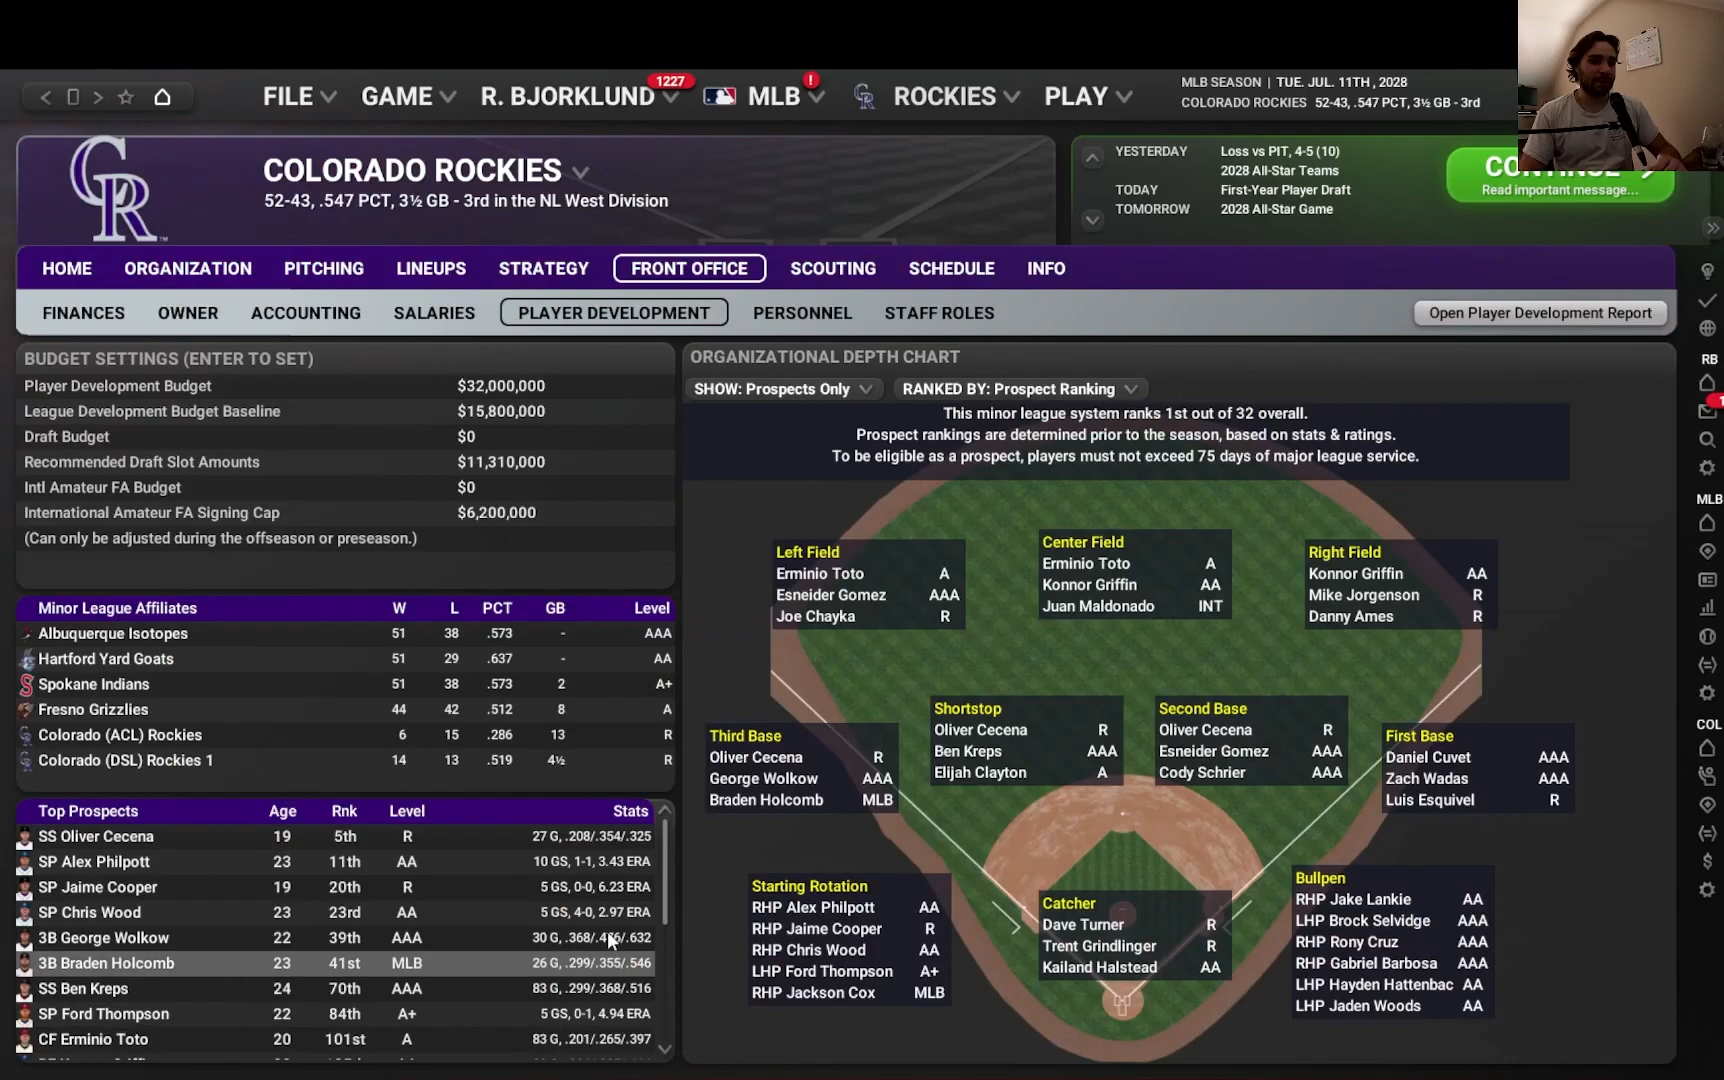 FILE GAME R. BJORKLUND 1227 MLB ! ROCKIES PLAY
MLB SEASON | TUE. JUL. 11TH, 2028
COLORADO ROCKIES 52-43, .547 PCT, 3½ GB - 3rd
COLORADO ROCKIES
52-43, .547 PCT, 3½ GB - 3rd in the NL West Division
YESTERDAY Loss vs PIT, 4-5 (10)
2028 All-Star Teams
TODAY First-Year Player Draft
TOMORROW 2028 All-Star Game
CONTINUE
Read important message...
HOME ORGANIZATION PITCHING LINEUPS STRATEGY FRONT OFFICE SCOUTING SCHEDULE INFO
FINANCES OWNER ACCOUNTING SALARIES PLAYER DEVELOPMENT PERSONNEL STAFF ROLES
Open Player Development Report
BUDGET SETTINGS (ENTER TO SET)
Player Development Budget $32,000,000
League Development Budget Baseline $15,800,000
Draft Budget $0
Recommended Draft Slot Amounts $11,310,000
Intl Amateur FA Budget $0
International Amateur FA Signing Cap $6,200,000
(Can only be adjusted during the offseason or preseason.)
Minor League Affiliates W L PCT GB Level
Albuquerque Isotopes 51 38 .573 - AAA
Hartford Yard Goats 51 29 .637 - AA
Spokane Indians 51 38 .573 2 A+
Fresno Grizzlies 44 42 .512 8 A
Colorado (ACL) Rockies 6 15 .286 13 R
Colorado (DSL) Rockies 1 14 13 .519 4½ R
Top Prospects Age Rnk Level Stats
SS Oliver Cecena 19 5th R 27 G, .208/.354/.325
SP Alex Philpott 23 11th AA 10 GS, 1-1, 3.43 ERA
SP Jaime Cooper 19 20th R 5 GS, 0-0, 6.23 ERA
SP Chris Wood 23 23rd AA 5 GS, 4-0, 2.97 ERA
3B George Wolkow 22 39th AAA 30 G, .368/ /.632
3B Braden Holcomb 23 41st MLB 26 G, .299/.355/.546
SS Ben Kreps 24 70th AAA 83 G, .299/.368/.516
SP Ford Thompson 22 84th A+ 5 GS, 0-1, 4.94 ERA
CF Erminio Toto 20 101st A 83 G, .201/.265/.397
ORGANIZATIONAL DEPTH CHART
SHOW: Prospects Only RANKED BY: Prospect Ranking
This minor league system ranks 1st out of 32 overall.
Prospect rankings are determined prior to the season, based on stats & ratings.
To be eligible as a prospect, players must not exceed 75 days of major league service.
Left Field
Erminio Toto A
Esneider Gomez AAA
Joe Chayka R
Center Field
Erminio Toto A
Konnor Griffin AA
Juan Maldonado INT
Right Field
Konnor Griffin AA
Mike Jorgenson R
Danny Ames R
Third Base
Oliver Cecena R
George Wolkow AAA
Braden Holcomb MLB
Shortstop
Oliver Cecena R
Ben Kreps AAA
Elijah Clayton A
Second Base
Oliver Cecena R
Esneider Gomez AAA
Cody Schrier AAA
First Base
Daniel Cuvet AAA
Zach Wadas AAA
Luis Esquivel R
Starting Rotation
RHP Alex Philpott AA
RHP Jaime Cooper R
RHP Chris Wood AA
LHP Ford Thompson A+
RHP Jackson Cox MLB
Catcher
Dave Turner R
Trent Grindlinger R
Kailand Halstead AA
Bullpen
RHP Jake Lankie AA
LHP Brock Selvidge AAA
RHP Rony Cruz AAA
RHP Gabriel Barbosa AAA
LHP Hayden Hattenbac AA
LHP Jaden Woods AA
RB
MLB
COL